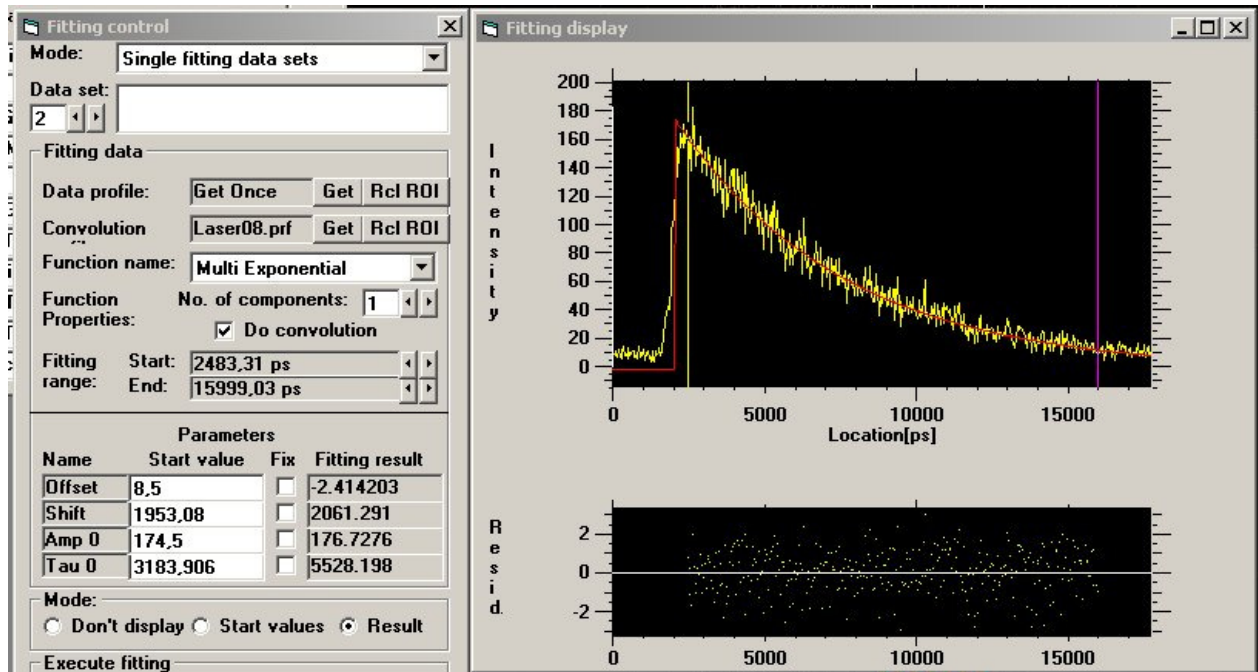 Fitting control
Mode: Single fitting data sets
Data set:
2
Fitting data
Data profile: Get Once Get Rcl ROI
Convolution Laser08.prf Get Rcl ROI
Function name: Multi Exponential
Function Properties: No. of components: 1
Do convolution
Fitting range: Start: 2483,31 ps
End: 15999,03 ps
Parameters
Name Start value Fix Fitting result
Offset 8,5 -2.414203
Shift 1953,08 2061.291
Amp 0 174,5 176.7276
Tau 0 3183,906 5528.198
Mode:
Don't display Start values Result
Execute fitting
Fitting display
Intensity
200
180
160
140
120
100
80
60
40
20
0
0 5000 10000 15000
Location[ps]
Resid.
2
0
-2
0 5000 10000 15000